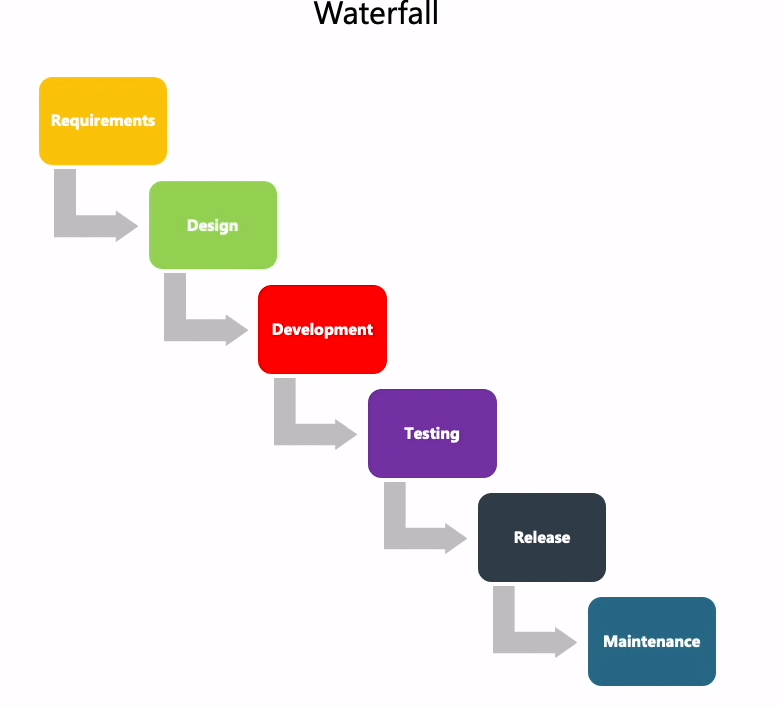 Waterfall
Requirements
Design
Development
Testing
Release
Maintenance